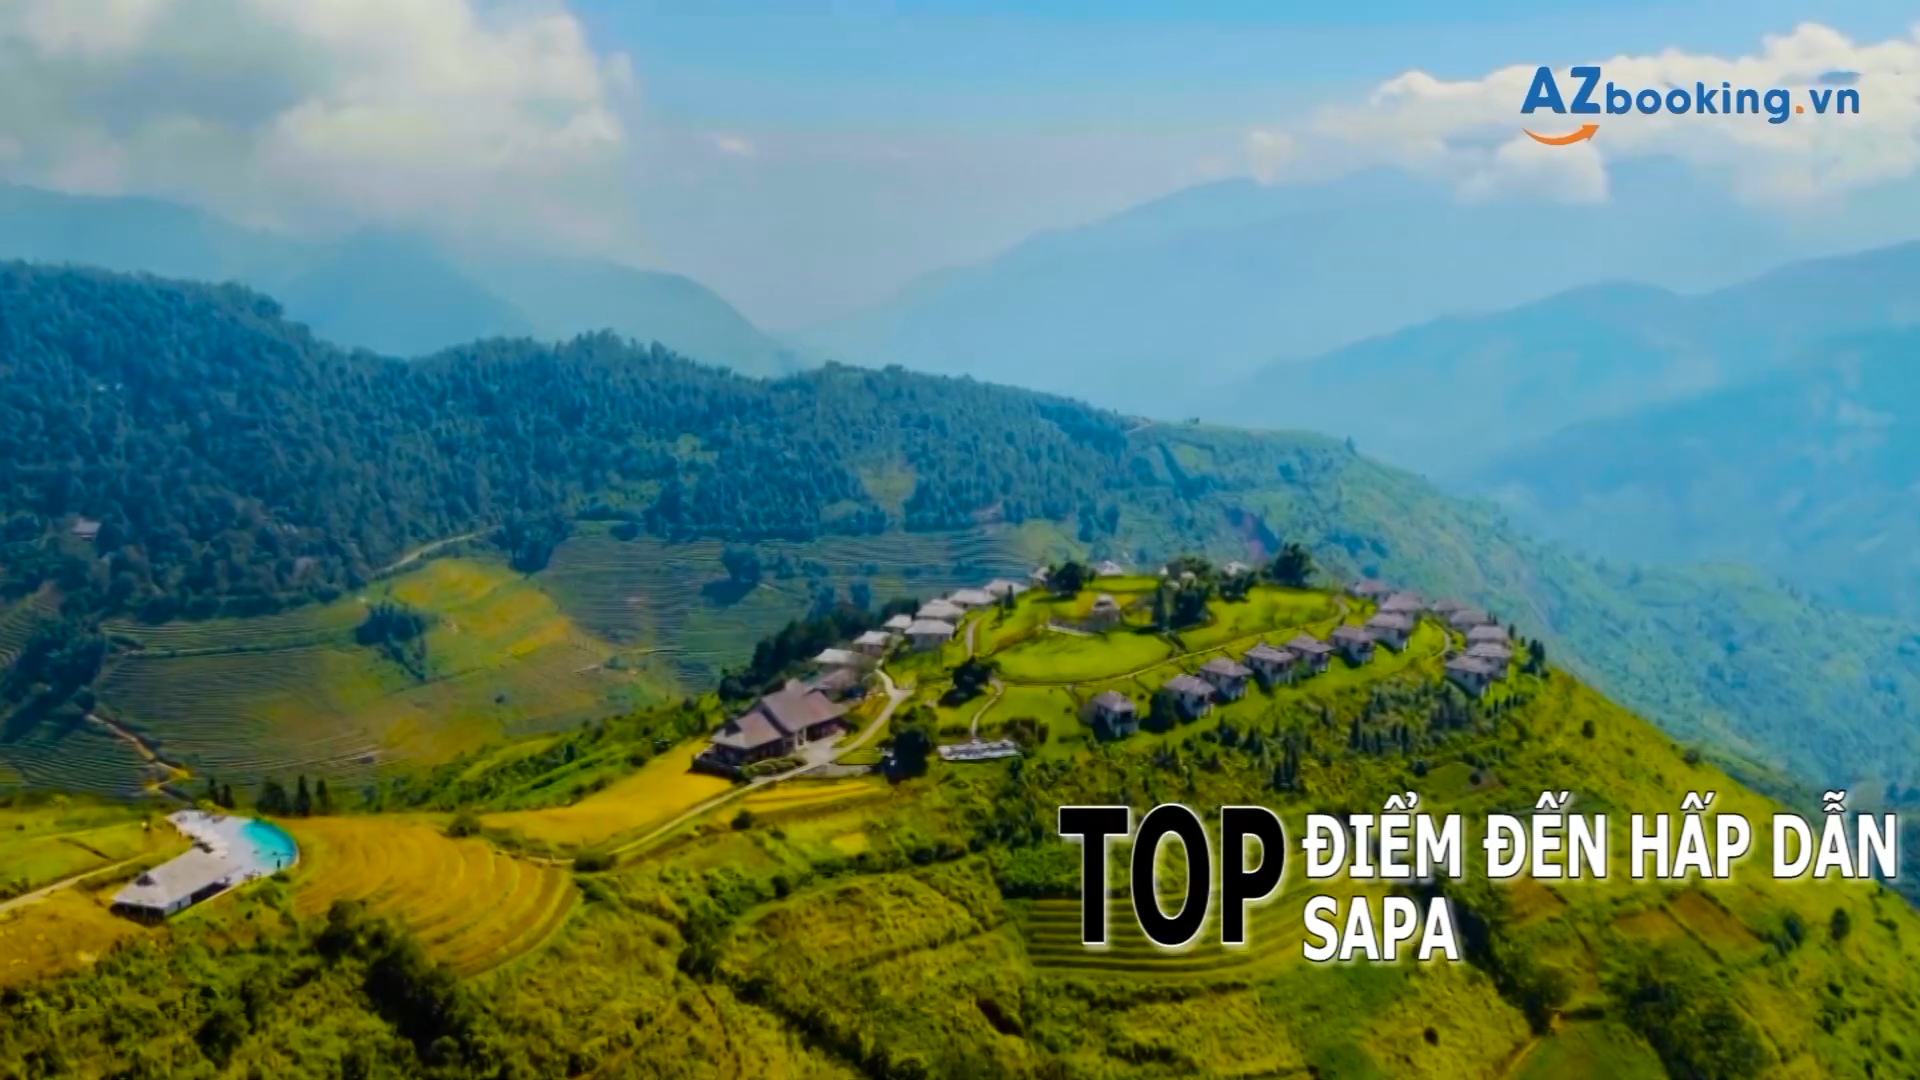 AZbooking.vn
TOP ĐIỂM ĐẾN HẤP DẪN
SAPA